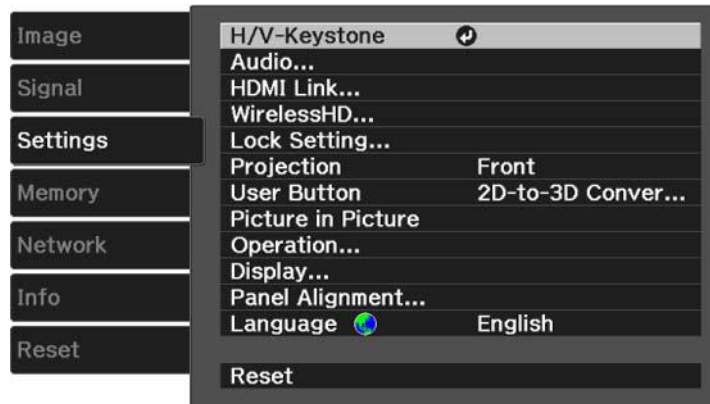 Image
Signal
Settings
Memory
Network
Info
Reset
H/V-Keystone
Audio...
HDMI Link...
WirelessHD...
Lock Setting...
Projection Front
User Button 2D-to-3D Conver...
Picture in Picture
Operation...
Display...
Panel Alignment...
Language English
Reset